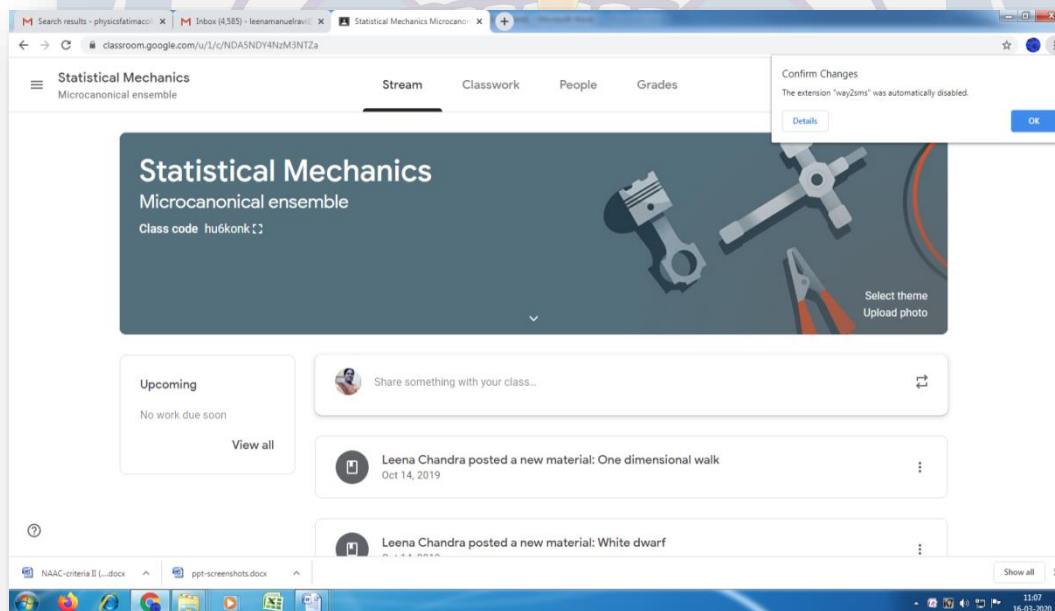 Search results - physicsfatimacol
Inbox (4,585) - leenamanuelravi@
Statistical Mechanics Microcanon
classroom.google.com/u/1/c/NDA5NDY4NzM3NTZa
Statistical Mechanics
Microcanonical ensemble
Stream Classwork People Grades
Confirm Changes
The extension "way2sms" was automatically disabled.
Details OK
Statistical Mechanics
Microcanonical ensemble
Class code hu6konk
Select theme
Upload photo
Upcoming
No work due soon
View all
Share something with your class...
Leena Chandra posted a new material: One dimensional walk
Oct 14, 2019
Leena Chandra posted a new material: White dwarf
NAAC-criteria II (....docx ppt-screenshots.docx Show all
11:07
16-03-2020